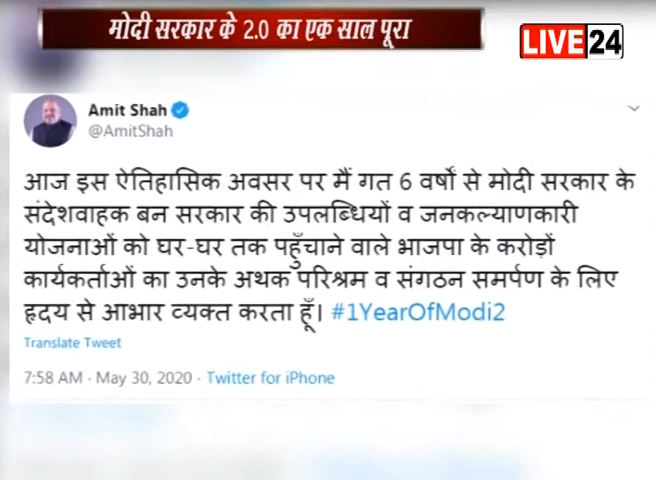 मोदी सरकार के 2.0 का एक साल पूरा
LIVE 24
Amit Shah
@AmitShah
आज इस ऐतिहासिक अवसर पर मैं गत 6 वर्षों से मोदी सरकार के
संदेशवाहक बन सरकार की उपलब्धियों व जनकल्याणकारी
योजनाओं को घर-घर तक पहुँचाने वाले भाजपा के करोड़ों
कार्यकर्ताओं का उनके अथक परिश्रम व संगठन समर्पण के लिए
हृदय से आभार व्यक्त करता हूँ। #1YearOfModi2
Translate Tweet
7:58 AM · May 30, 2020 · Twitter for iPhone